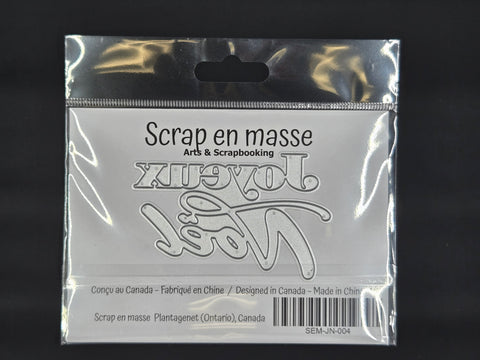 Scrap en masse
Arts & Scrapbooking
Joyeux
Noël
Conçu au Canada - Fabriqué en Chine / Designed in Canada - Made in China
Scrap en masse Plantagenet (Ontario), Canada
SEM-JN-004